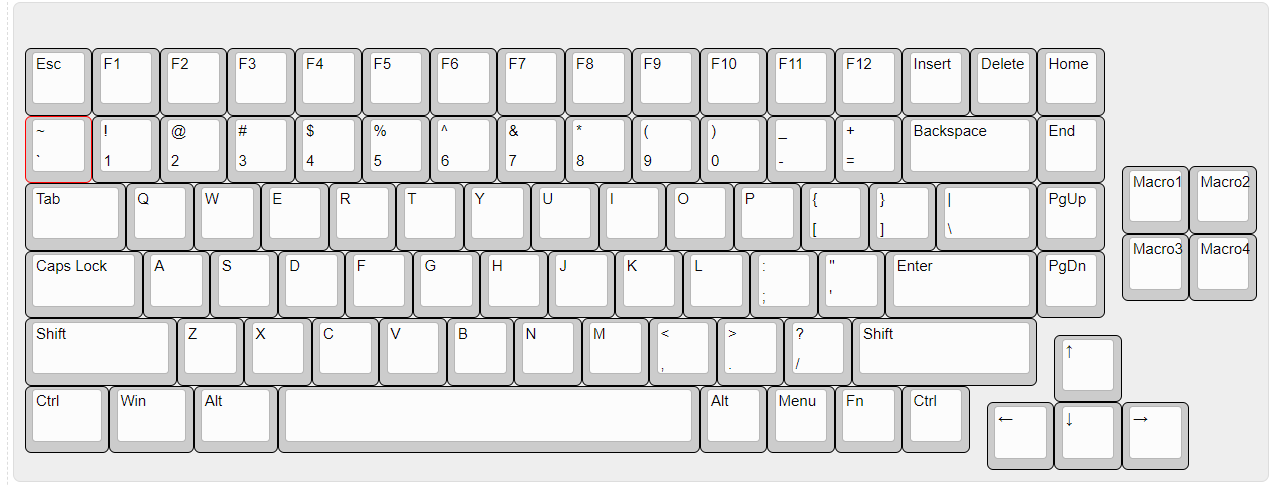 Esc F1 F2 F3 F4 F5 F6 F7 F8 F9 F10 F11 F12 Insert Delete Home
~ ! @ # $ % ^ & * ( ) _ + Backspace End
` 1 2 3 4 5 6 7 8 9 0 - =
Macro1 Macro2
Tab Q W E R T Y U I O P { } | PgUp
[ ] \
Macro3 Macro4
Caps Lock A S D F G H J K L : " Enter PgDn
; '
Shift Z X C V B N M < > ? Shift
, . /
↑
Ctrl Win Alt Alt Menu Fn Ctrl
← ↓ →